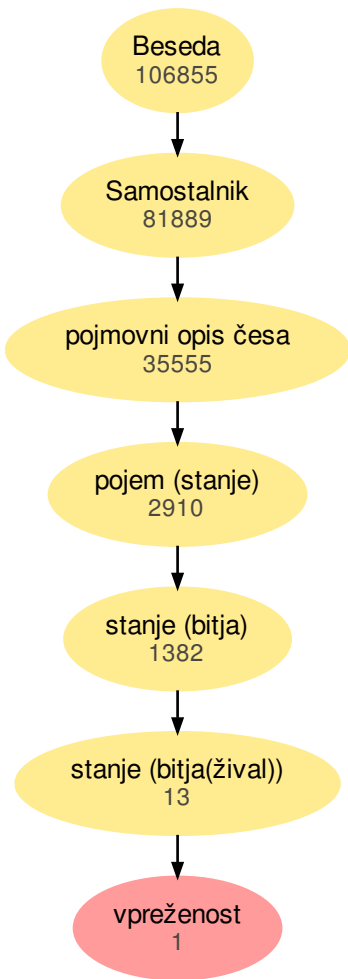 Beseda
106855
Samostalnik
81889
pojmovni opis česa
35555
pojem (stanje)
2910
stanje (bitja)
1382
stanje (bitja(žival))
13
vpreženost
1